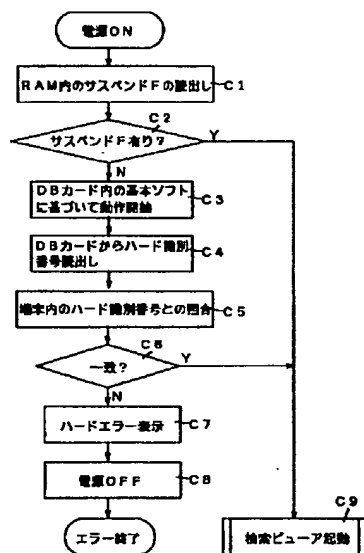 電源ON
RAM内のサスペンドFの読出し
C1
C2
サスペンドF有り?
Y
N
DBカード内の基本ソフト
に基づいて動作開始
C3
DBカードからハード識別
番号読出し
C4
端末内のハード識別番号との照合
C5
C6
一致?
Y
N
ハードエラー表示
C7
電源OFF
C8
C9
エラー終了
検索ビューア起動